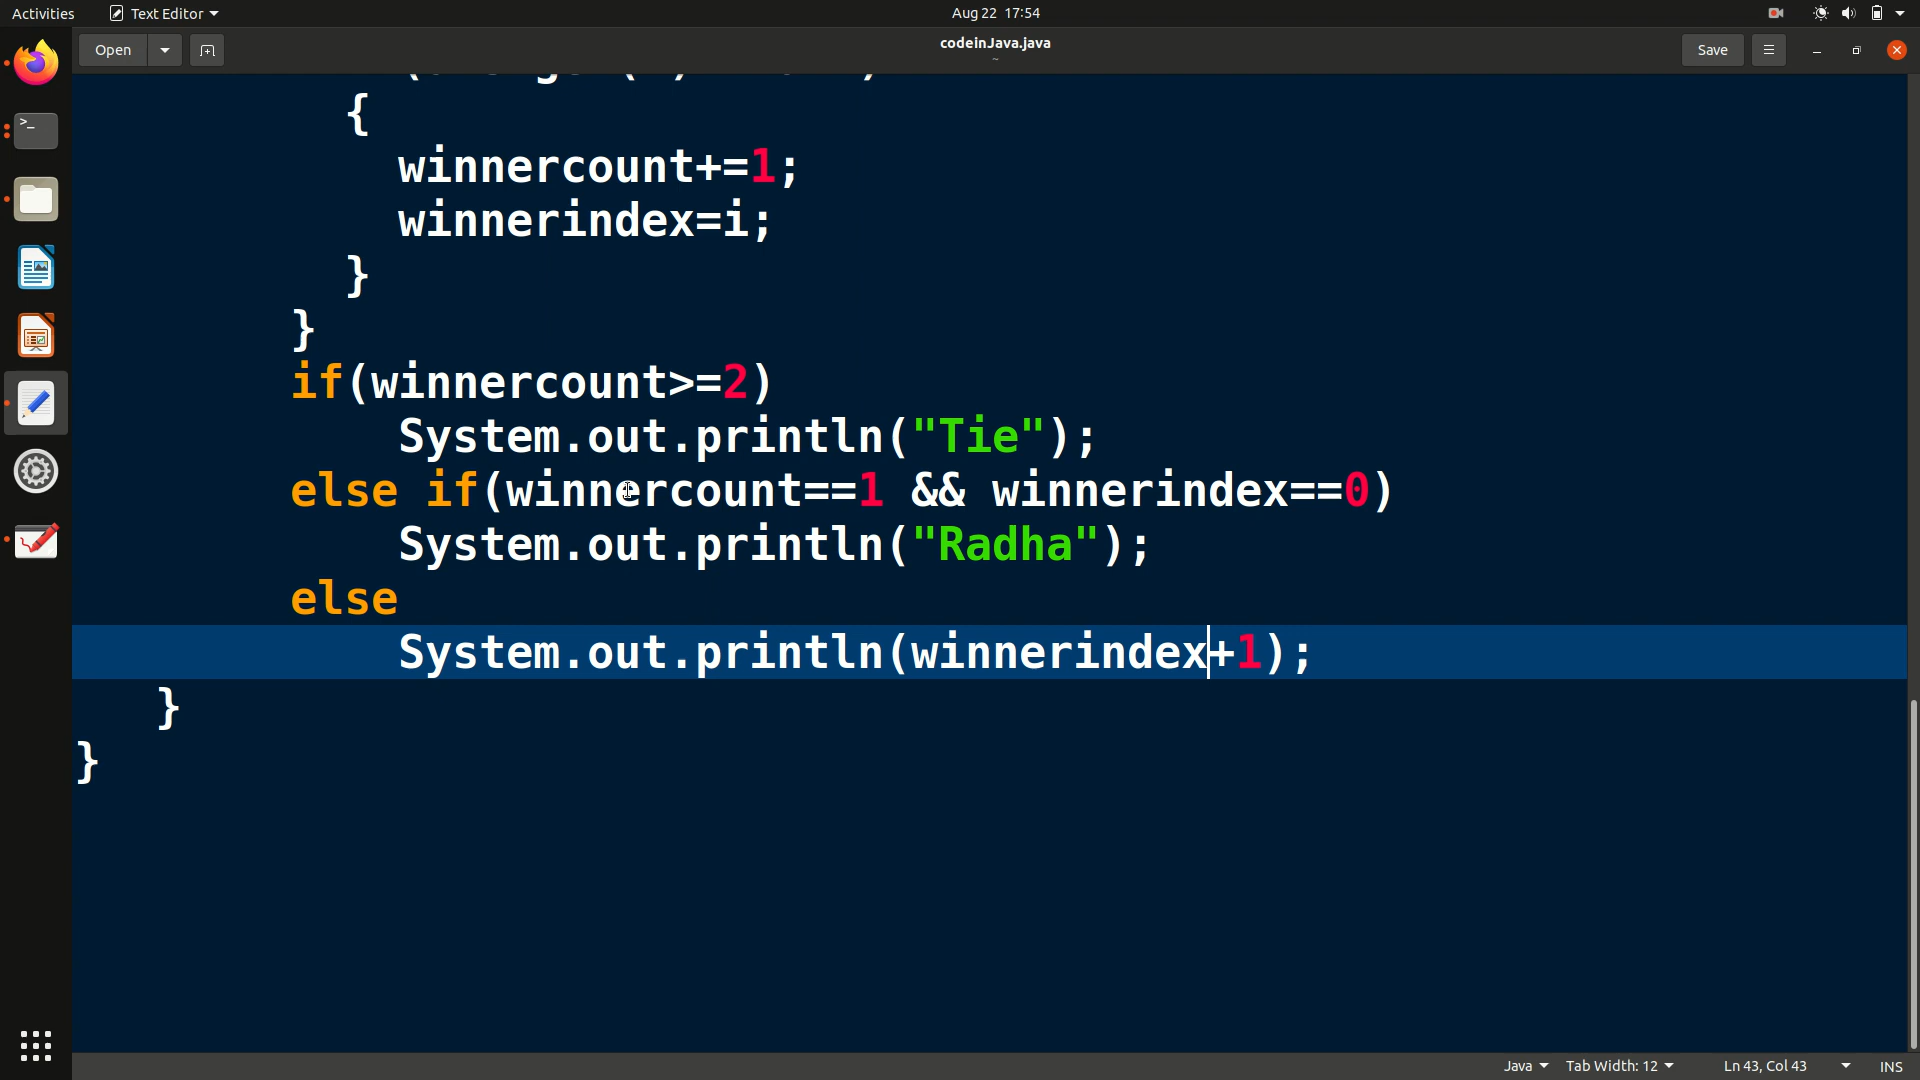 Activities Text Editor Aug 22 17:54
Open codeinJava.java Save
~
{
winnercount+=1;
winnerindex=i;
}
}
if(winnercount>=2)
System.out.println("Tie");
else if(winnercount==1 && winnerindex==0)
System.out.println("Radha");
else
System.out.println(winnerindex+1);
}
}
Java Tab Width: 12 Ln 43, Col 43 INS